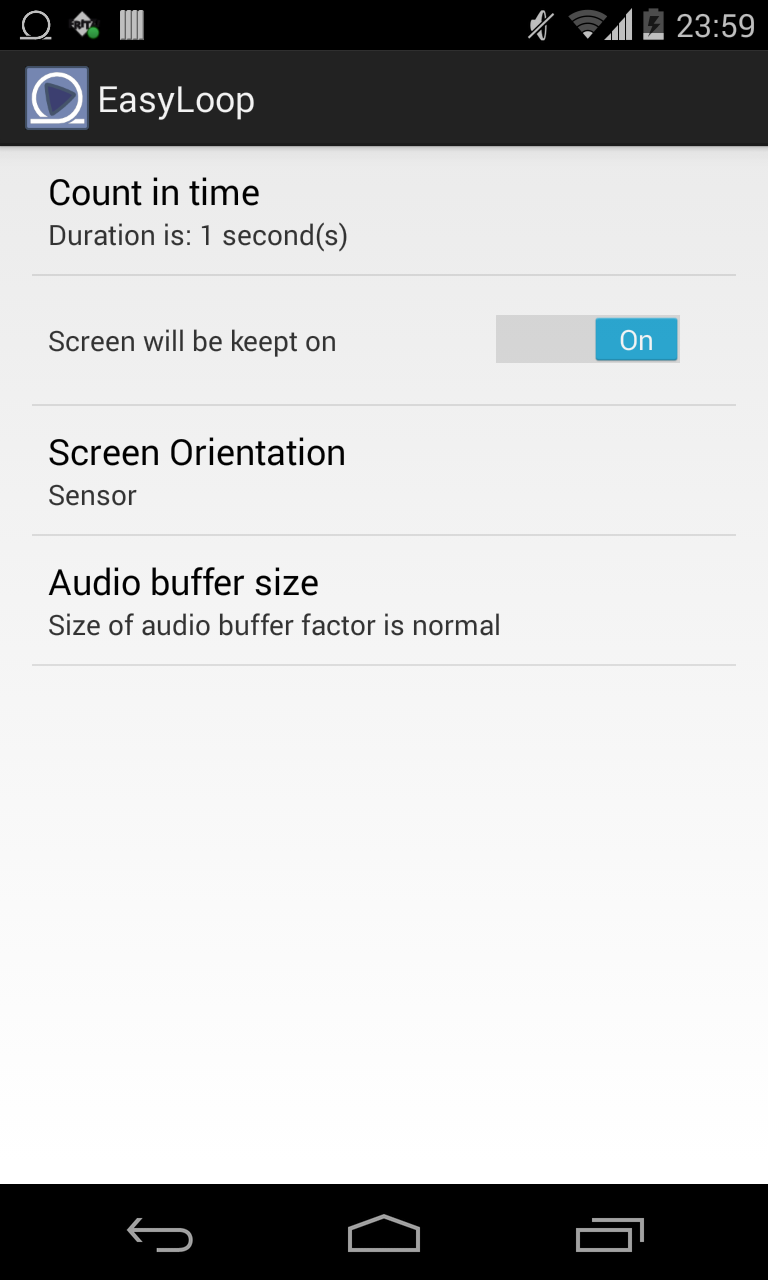 23:59
EasyLoop
Count in time
Duration is: 1 second(s)
Screen will be keept on
On
Screen Orientation
Sensor
Audio buffer size
Size of audio buffer factor is normal